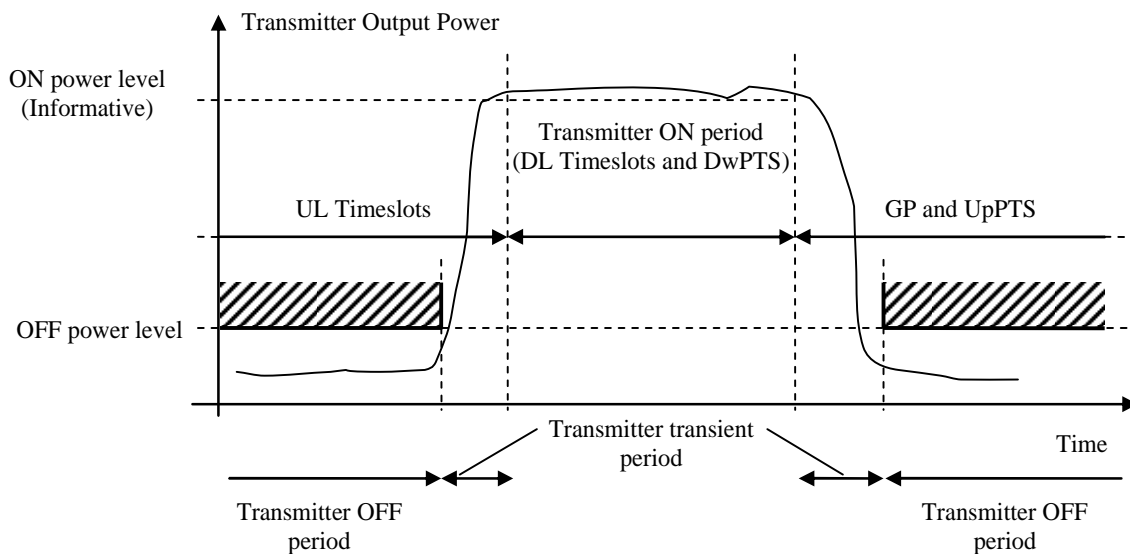 Transmitter Output Power
ON power level
(Informative)
Transmitter ON period
(DL Timeslots and DwPTS)
UL Timeslots
GP and UpPTS
OFF power level
Transmitter transient
period
Time
Transmitter OFF
period
Transmitter OFF
period